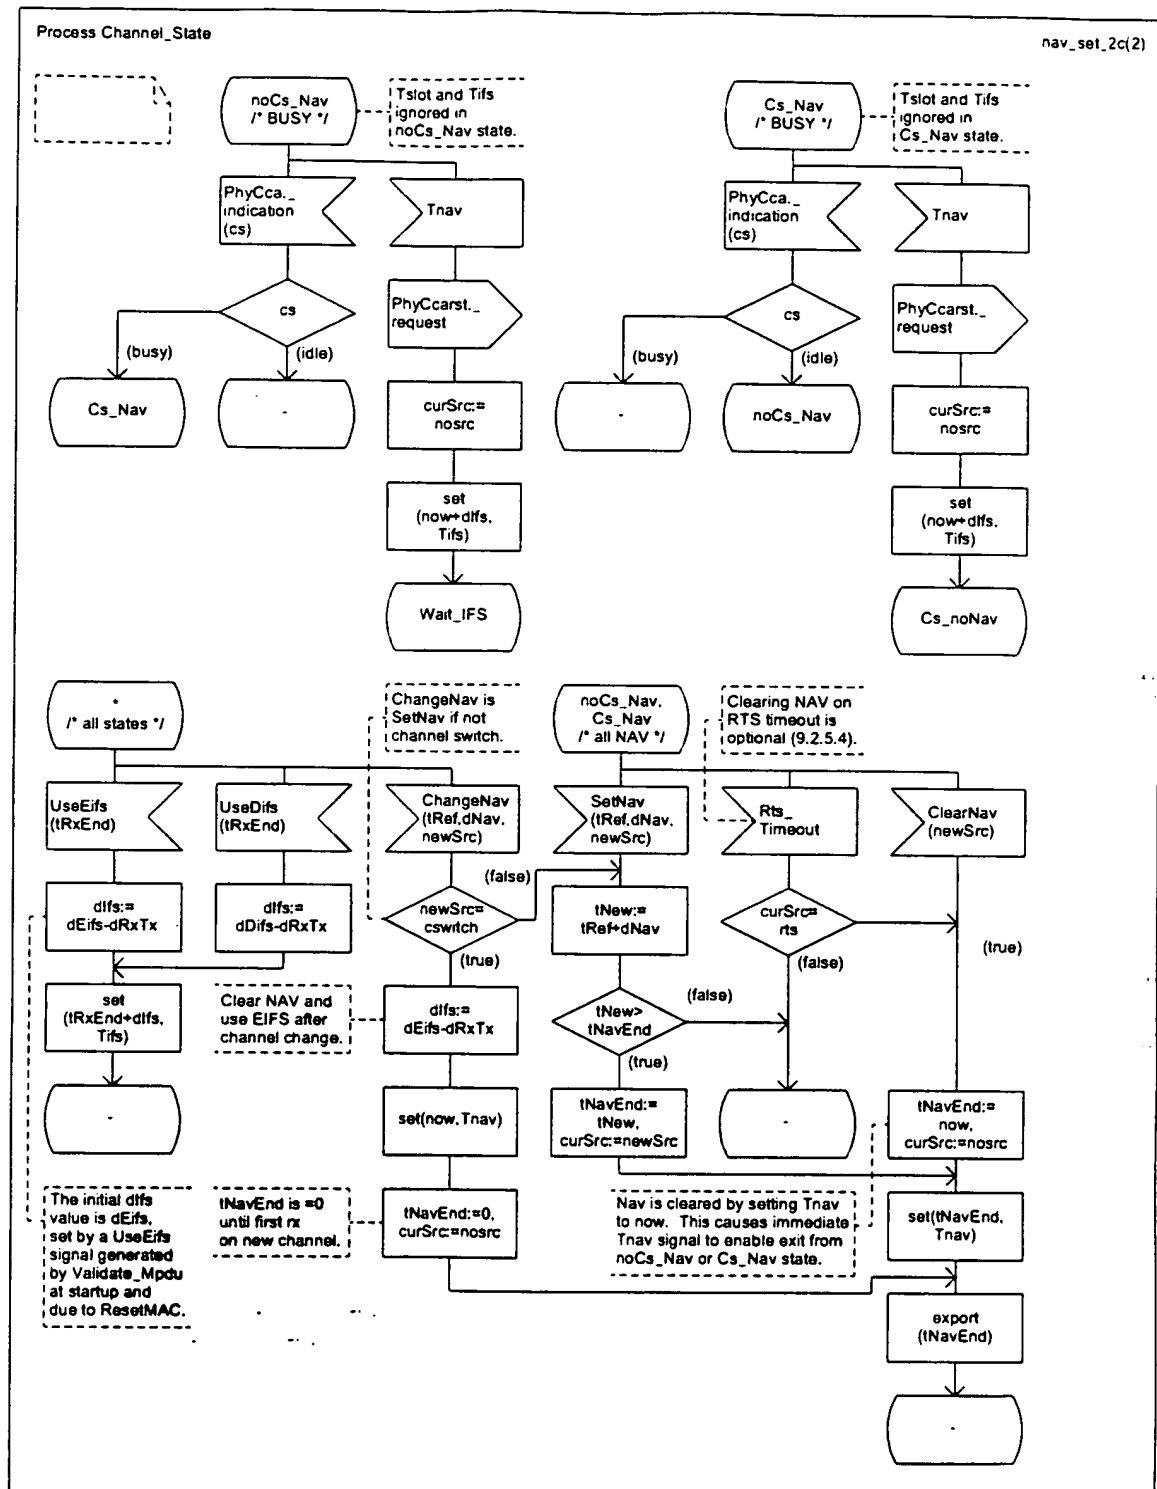 Process Channel_State
nav_set_2c(2)
noCs_Nav
/* BUSY */
Tslot and Tifs
ignored in
noCs_Nav state.
Cs_Nav
/* BUSY */
Tslot and Tifs
ignored in
Cs_Nav state.
PhyCca._
indication
(cs)
Tnav
PhyCca._
indication
(cs)
Tnav
cs
PhyCcarst._
request
cs
PhyCcarst._
request
(busy)
(idle)
(busy)
(idle)
Cs_Nav
-
curSrc:=
nosrc
-
noCs_Nav
curSrc:=
nosrc
set
(now+dIfs,
Tifs)
set
(now+dIfs,
Tifs)
Wait_IFS
Cs_noNav
*
/* all states */
ChangeNav is
SetNav if not
channel switch.
noCs_Nav,
Cs_Nav
/* all NAV */
Clearing NAV on
RTS timeout is
optional (9.2.5.4).
UseEifs
(tRxEnd)
UseDifs
(tRxEnd)
ChangeNav
(tRef,dNav,
newSrc)
SetNav
(tRef,dNav,
newSrc)
Rts_
Timeout
ClearNav
(newSrc)
(false)
dIfs:=
dEifs-dRxTx
dIfs:=
dDifs-dRxTx
newSrc=
cswitch
tNew:=
tRef+dNav
curSrc=
rts
(true)
(true)
(false)
set
(tRxEnd+dIfs,
Tifs)
Clear NAV and
use EIFS after
channel change.
dIfs:=
dEifs-dRxTx
tNew>
tNavEnd
(false)
(true)
-
set(now,Tnav)
tNavEnd:=
tNew,
curSrc:=newSrc
-
tNavEnd:=
now,
curSrc:=nosrc
The initial dIfs
value is dEifs,
set by a UseEifs
signal generated
by Validate_Mpdu
at startup and
due to ResetMAC.
tNavEnd is =0
until first rx
on new channel.
tNavEnd:=0,
curSrc:=nosrc
Nav is cleared by setting Tnav
to now. This causes immediate
Tnav signal to enable exit from
noCs_Nav or Cs_Nav state.
set(tNavEnd,
Tnav)
export
(tNavEnd)
-